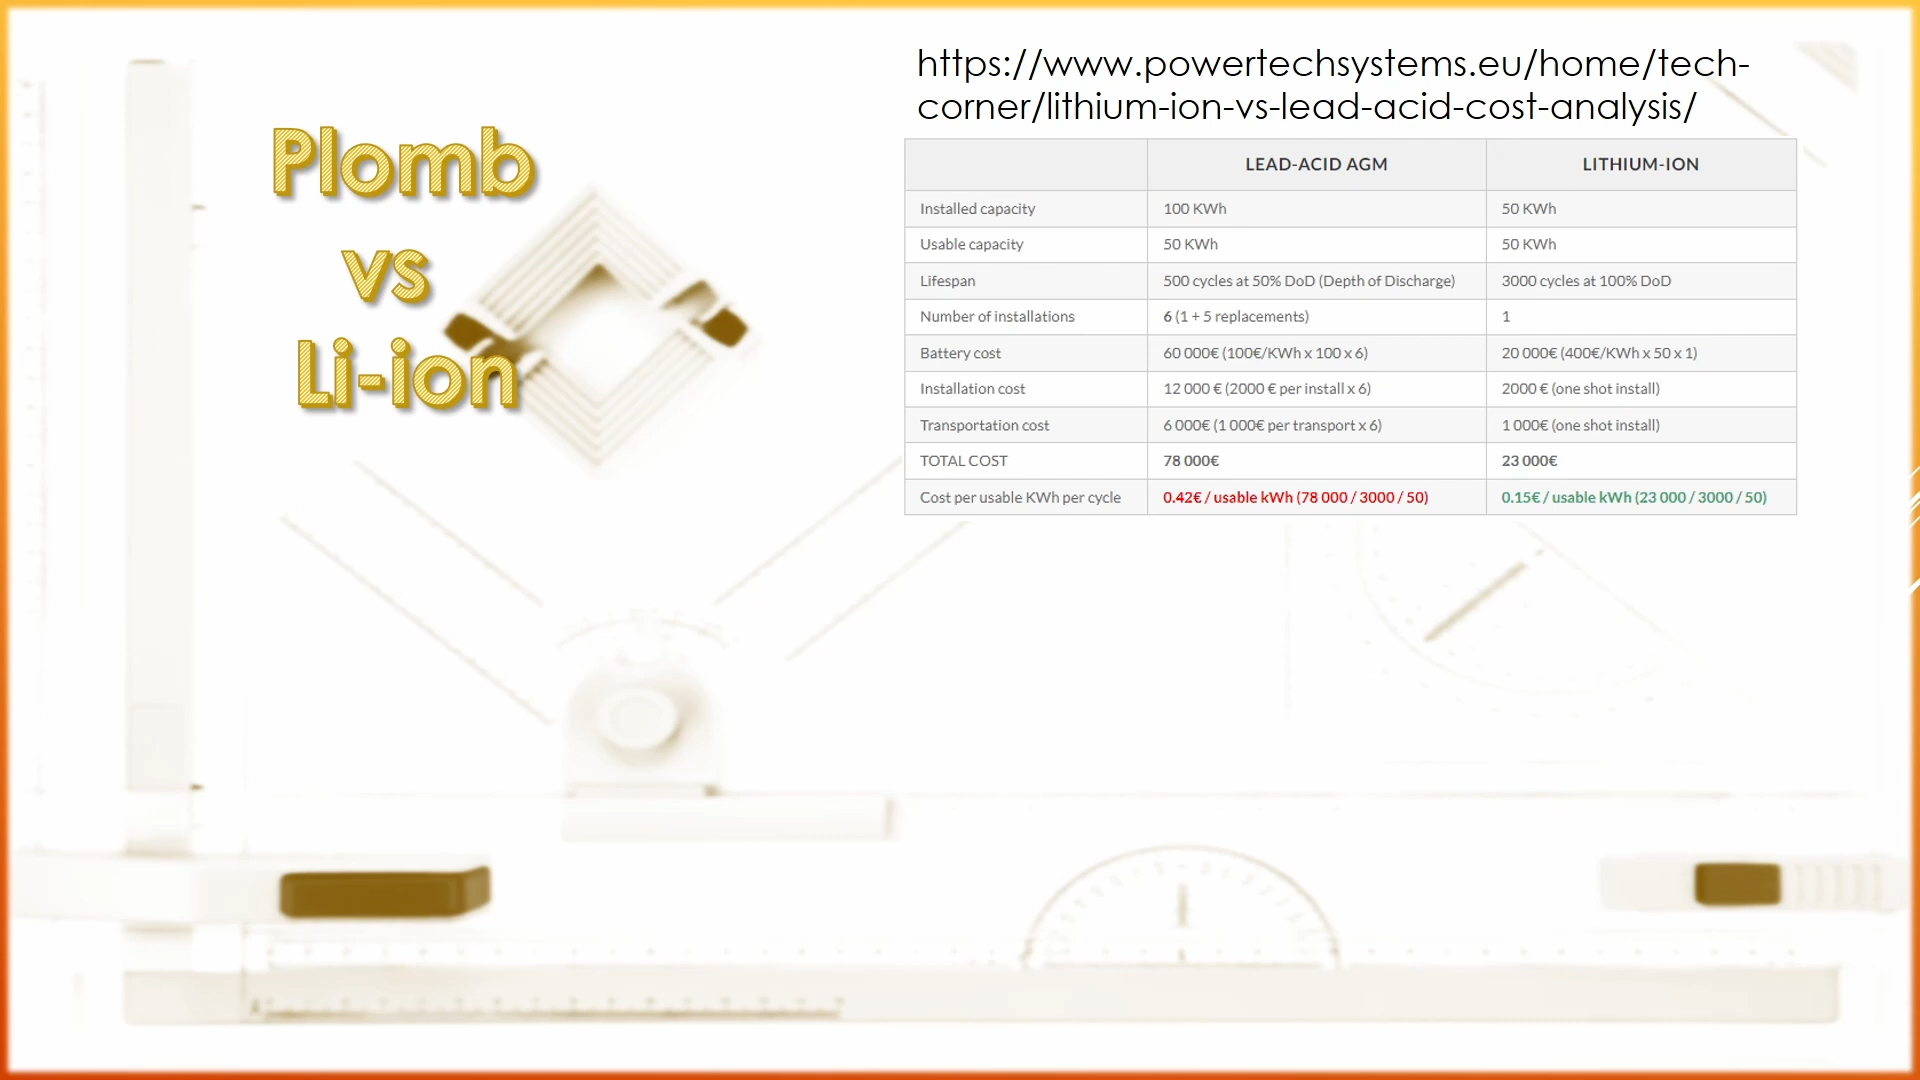 Plomb
vs
Li-ion
https://www.powertechsystems.eu/home/tech-
corner/lithium-ion-vs-lead-acid-cost-analysis/
LEAD-ACID AGM LITHIUM-ION
Installed capacity 100 KWh 50 KWh
Usable capacity 50 KWh 50 KWh
Lifespan 500 cycles at 50% DoD (Depth of Discharge) 3000 cycles at 100% DoD
Number of installations 6 (1 + 5 replacements) 1
Battery cost 60 000€ (100€/KWh x 100 x 6) 20 000€ (400€/KWh x 50 x 1)
Installation cost 12 000 € (2000 € per install x 6) 2000 € (one shot install)
Transportation cost 6 000€ (1 000€ per transport x 6) 1 000€ (one shot install)
TOTAL COST 78 000€ 23 000€
Cost per usable KWh per cycle 0.42€ / usable kWh (78 000 / 3000 / 50) 0.15€ / usable kWh (23 000 / 3000 / 50)